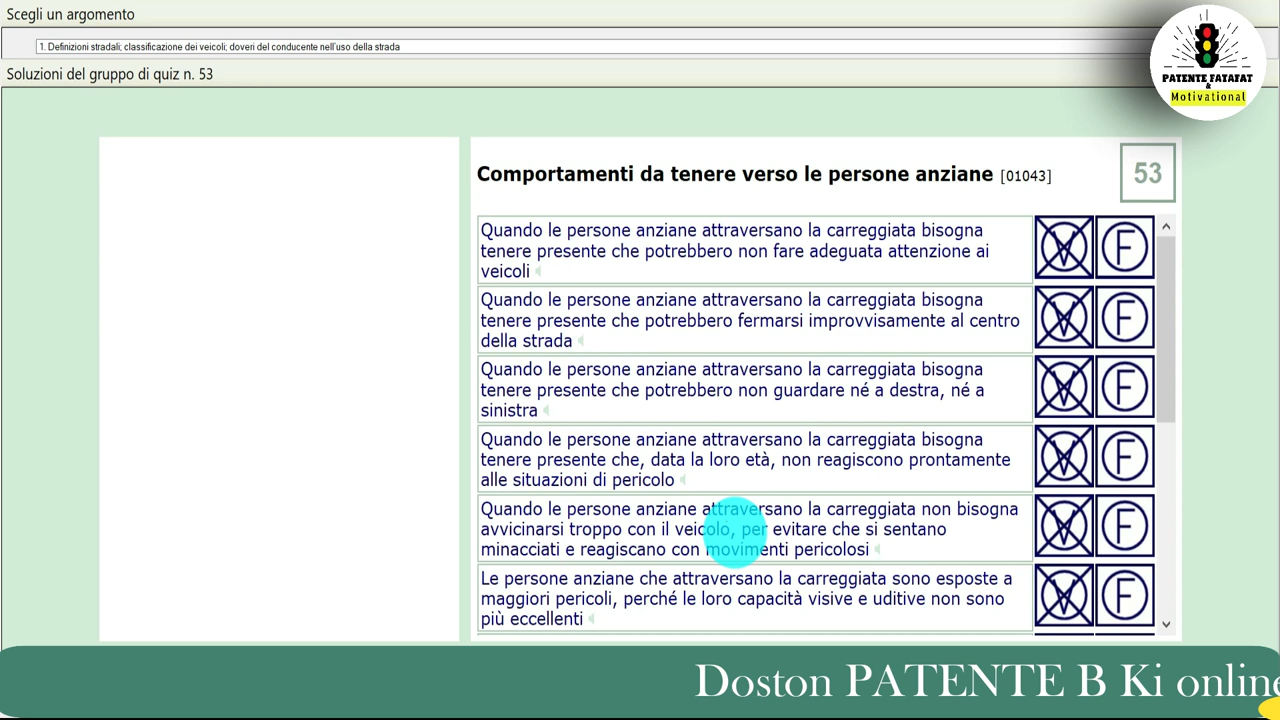 Scegli un argomento
1. Definizioni stradali; classificazione dei veicoli; doveri del conducente nell'uso della strada
Soluzioni del gruppo di quiz n. 53
PATENTE FATAFAT
&
Motivational
Comportamenti da tenere verso le persone anziane [01043]
53
Quando le persone anziane attraversano la carreggiata bisogna
tenere presente che potrebbero non fare adeguata attenzione ai
veicoli
V F
Quando le persone anziane attraversano la carreggiata bisogna
tenere presente che potrebbero fermarsi improvvisamente al centro
della strada
V F
Quando le persone anziane attraversano la carreggiata bisogna
tenere presente che potrebbero non guardare né a destra, né a
sinistra
V F
Quando le persone anziane attraversano la carreggiata bisogna
tenere presente che, data la loro età, non reagiscono prontamente
alle situazioni di pericolo
V F
Quando le persone anziane attraversano la carreggiata non bisogna
avvicinarsi troppo con il veicolo, per evitare che si sentano
minacciati e reagiscano con movimenti pericolosi
V F
Le persone anziane che attraversano la carreggiata sono esposte a
maggiori pericoli, perché le loro capacità visive e uditive non sono
più eccellenti
V F
Doston PATENTE B Ki online